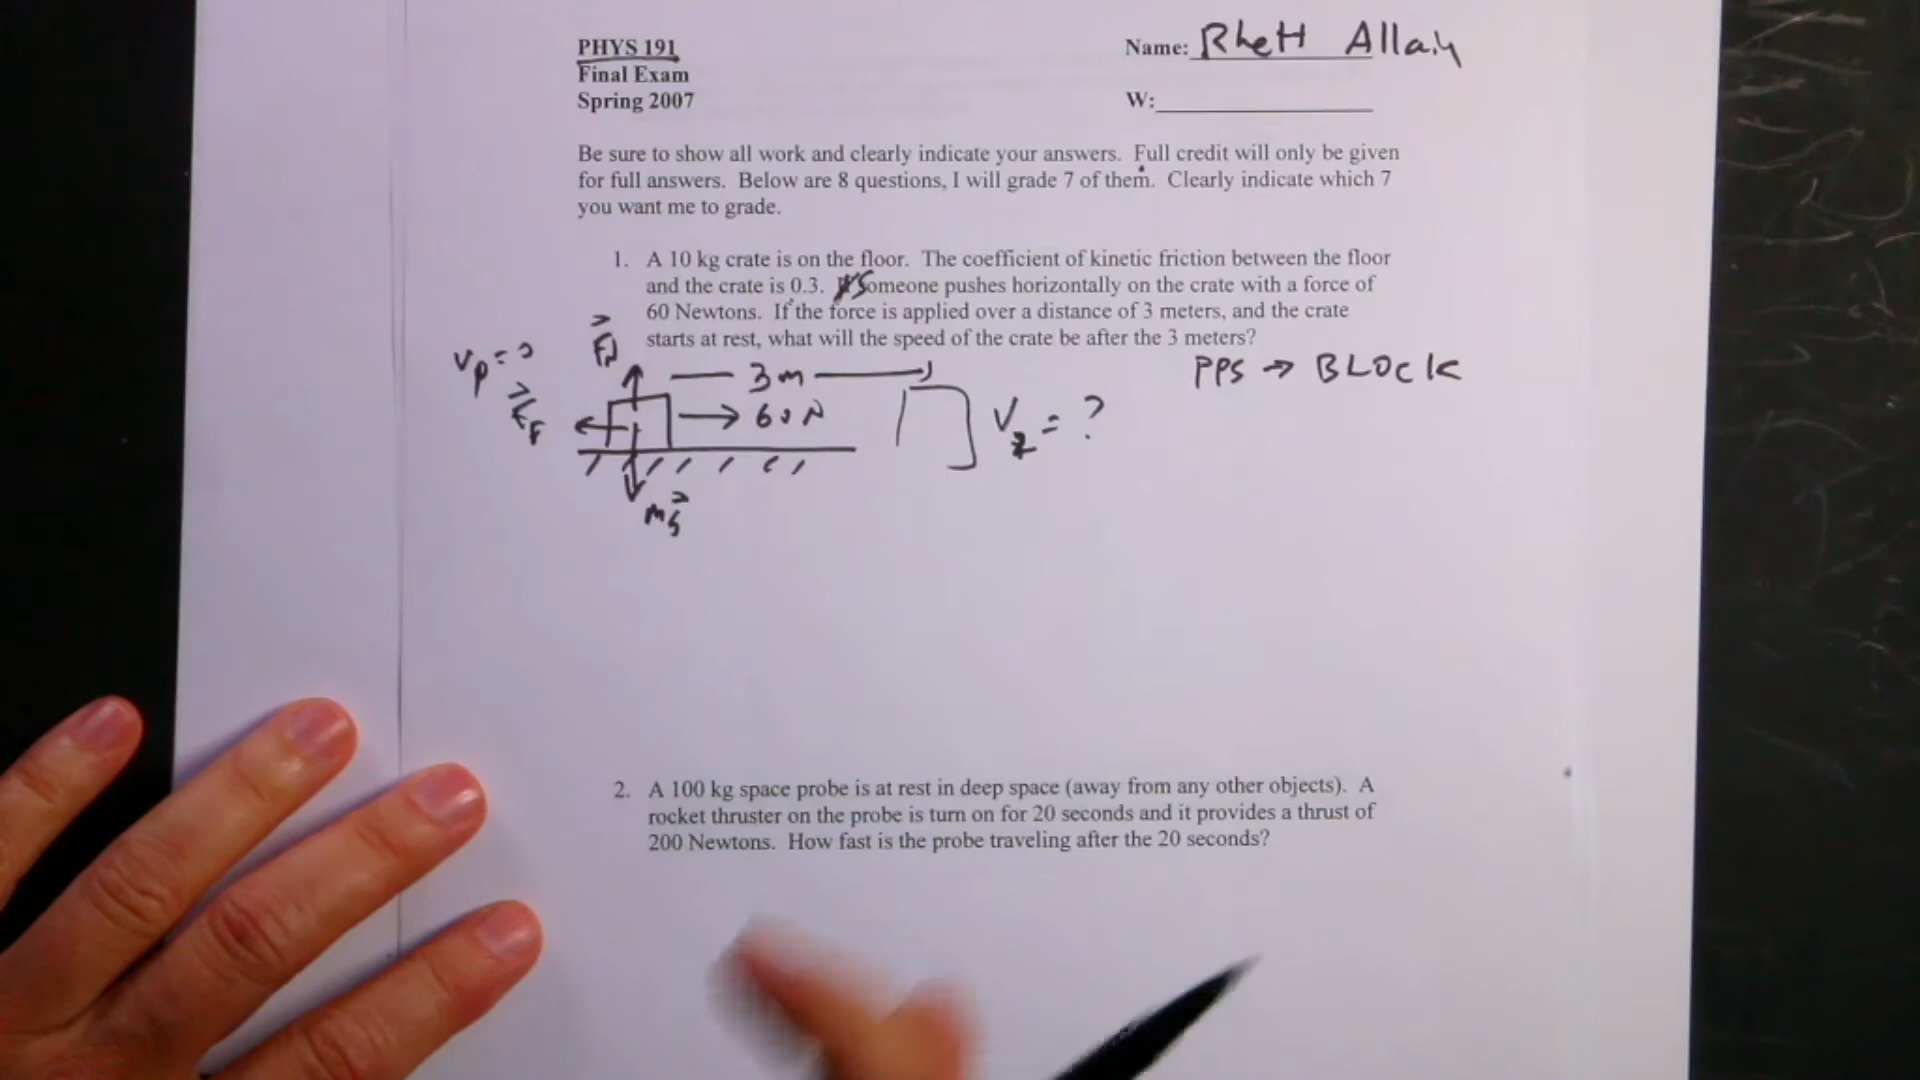 PHYS 191
Final Exam
Spring 2007
Name: Rhett Allain
W:
Be sure to show all work and clearly indicate your answers. Full credit will only be given
for full answers. Below are 8 questions, I will grade 7 of them. Clearly indicate which 7
you want me to grade.
1. A 10 kg crate is on the floor. The coefficient of kinetic friction between the floor
and the crate is 0.3. Someone pushes horizontally on the crate with a force of
60 Newtons. If the force is applied over a distance of 3 meters, and the crate
starts at rest, what will the speed of the crate be after the 3 meters?
PPS → BLOCK
3m
60N
V₂ = ?
F_F
mg
2. A 100 kg space probe is at rest in deep space (away from any other objects). A
rocket thruster on the probe is turn on for 20 seconds and it provides a thrust of
200 Newtons. How fast is the probe traveling after the 20 seconds?